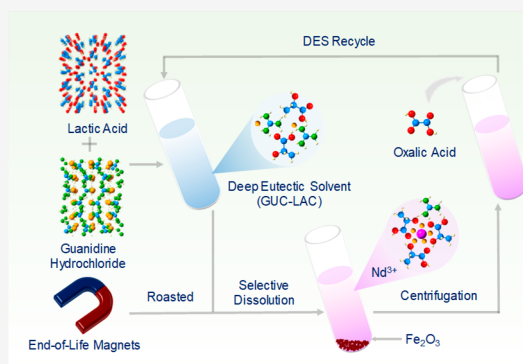 DES Recycle
Lactic Acid
Oxalic Acid
Deep Eutectic Solvent
(GUC-LAC)
Guanidine
Hydrochloride
Nd³⁺
Roasted
Selective
Dissolution
Centrifugation
End-of-Life Magnets
Fe₂O₃